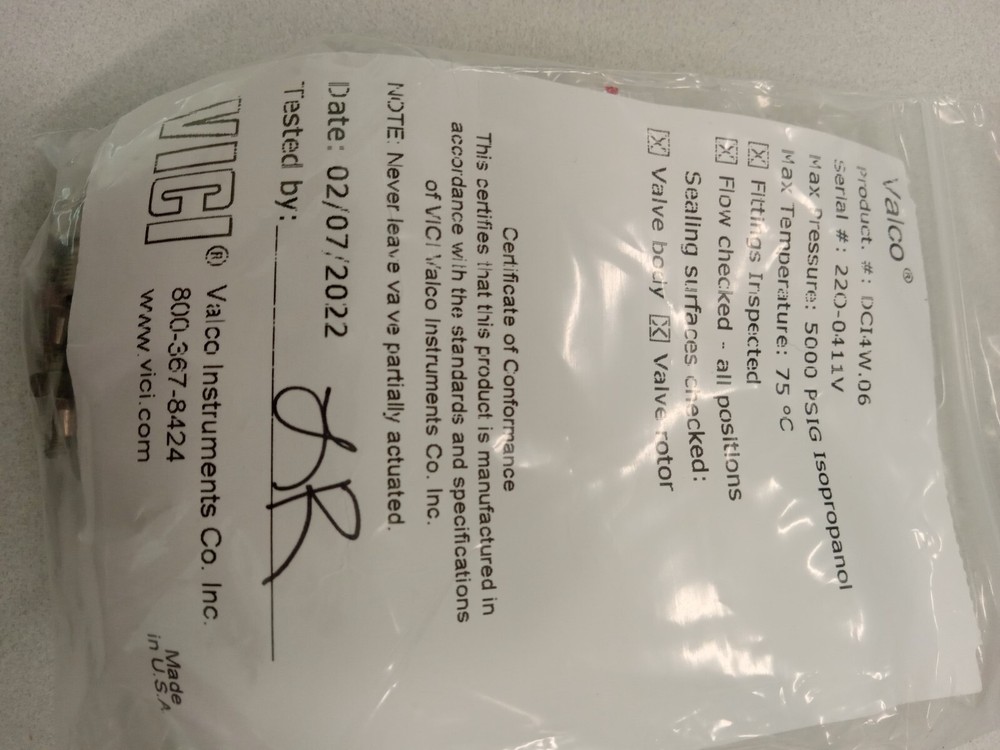 Valco ®
Product. #: DCI4W.06
Serial #: 22O-0411V
Max Pressure: 5000 PSIG Isopropanol
Max Temperature: 75 °C
☒ Fittings Inspected
☒ Flow checked - all positions
Sealing surfaces checked:
☒ Valve body ☒ Valve rotor
Certificate of Conformance
This certifies that this product is manufactured in
accordance with the standards and specifications
of VICI Valco Instruments Co. Inc.
NOTE: Never leave valve partially actuated.
Date: 02/07/2022
Tested by:
VICI ® Valco Instruments Co. Inc.
800-367-8424
www.vici.com
Made
in U.S.A